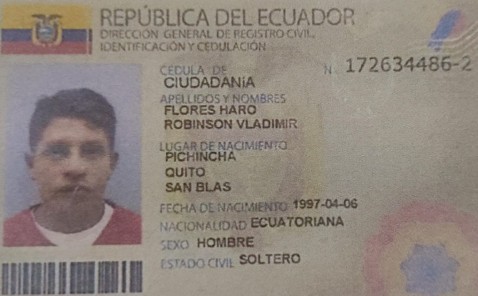 REPÚBLICA DEL ECUADOR
DIRECCIÓN GENERAL DE REGISTRO CIVIL,
IDENTIFICACIÓN Y CEDULACIÓN
CÉDULA DE N. 172634486-2
CIUDADANÍA
APELLIDOS Y NOMBRES
FLORES HARO
ROBINSON VLADIMIR
LUGAR DE NACIMIENTO
PICHINCHA
QUITO
SAN BLAS
FECHA DE NACIMIENTO 1997-04-06
NACIONALIDAD ECUATORIANA
SEXO HOMBRE
ESTADO CIVIL SOLTERO